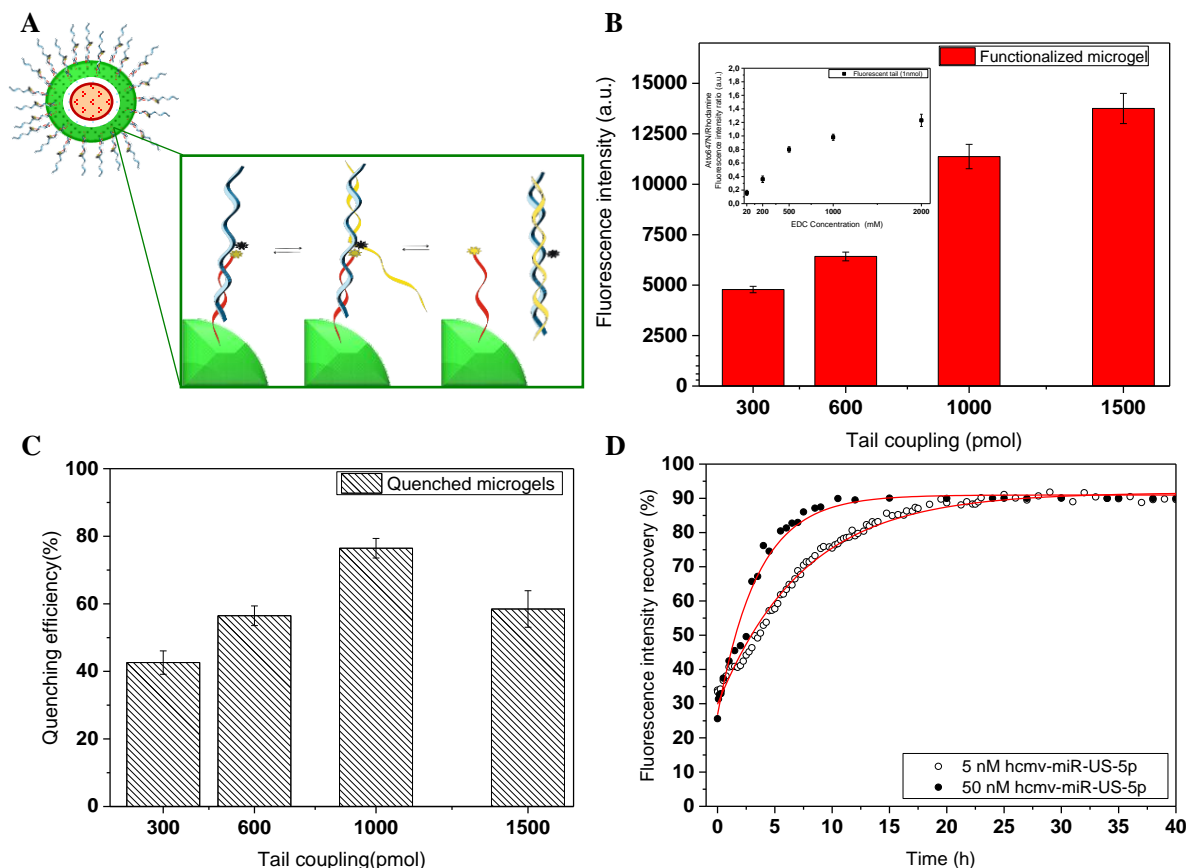 A
B
Functionalized microgel
Fluorescence intensity (a.u.)
15000
12500
10000
7500
5000
2500
0
300 600 1000 1500
Tail coupling (pmol)
Fluorescent tail (1nmol)
Atto647N/Rhodamine
Fluorescence intensity ratio (a.u.)
2,0
1,8
1,6
1,4
1,2
1,0
0,8
0,6
0,4
0,2
0,0
20 200 500 1000 2000
EDC Concentration (mM)
C
Quenched microgels
Quenching efficiency(%)
100
80
60
40
20
0
300 600 1000 1500
Tail coupling(pmol)
D
Fluorescence intensity recovery (%)
100
90
80
70
60
50
40
30
20
10
0
0 5 10 15 20 25 30 35 40
Time (h)
5 nM hcmv-miR-US-5p
50 nM hcmv-miR-US-5p